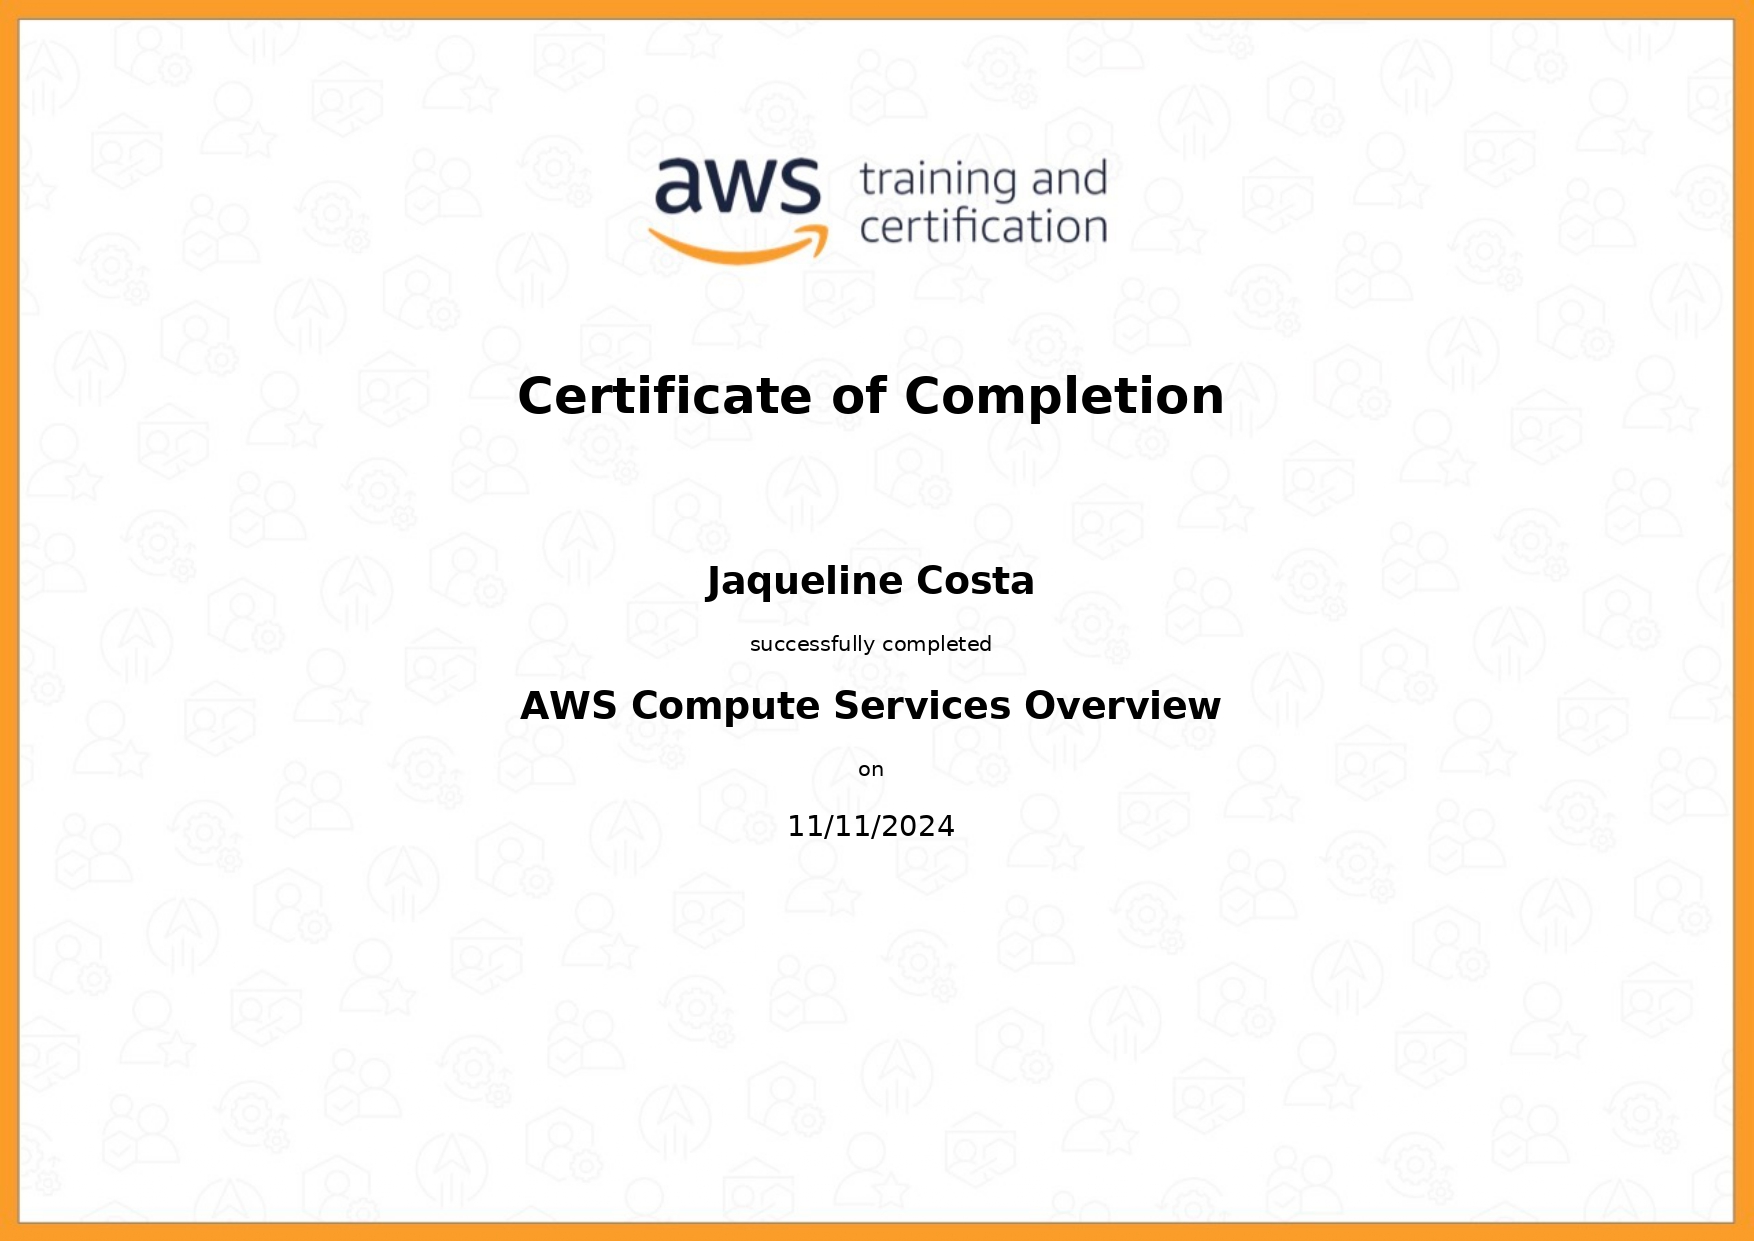 aws training and
certification
Certificate of Completion
Jaqueline Costa
successfully completed
AWS Compute Services Overview
on
11/11/2024